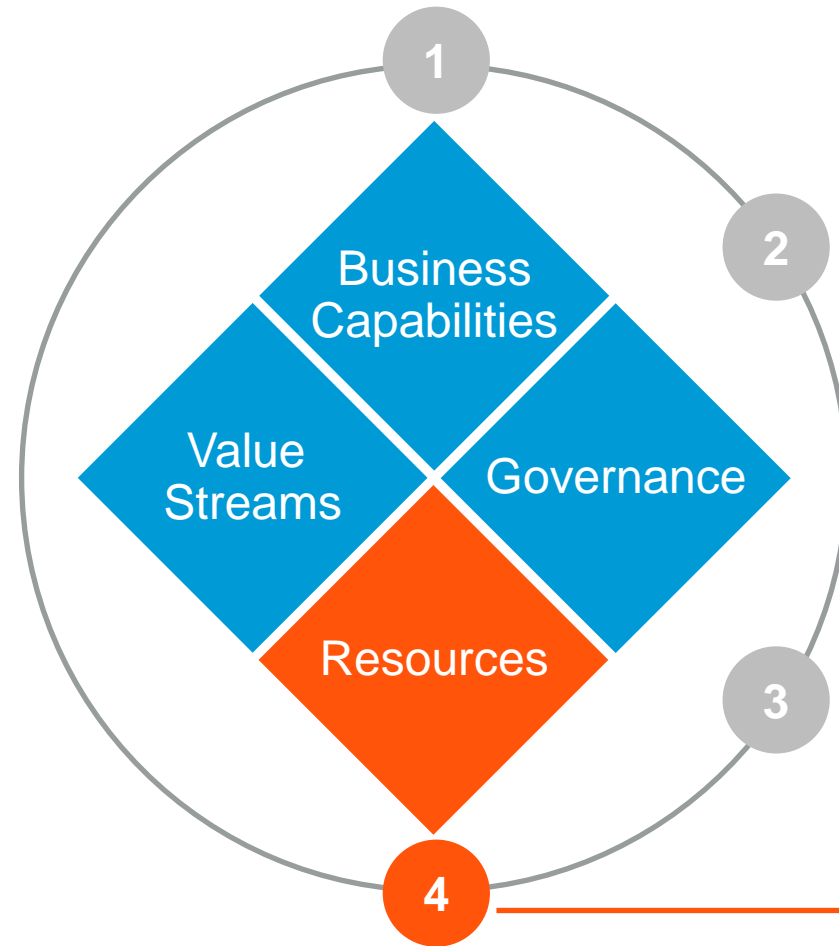 1
2
Business
Capabilities
Value
Streams
Governance
Resources
3
4